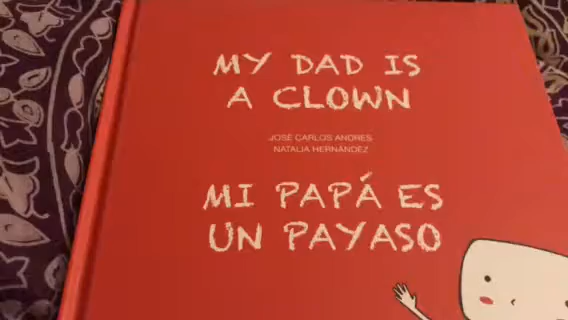 MY DAD IS
A CLOWN
JOSÉ CARLOS ANDRÉS
NATALIA HERNÁNDEZ
MI PAPÁ ES
UN PAYASO